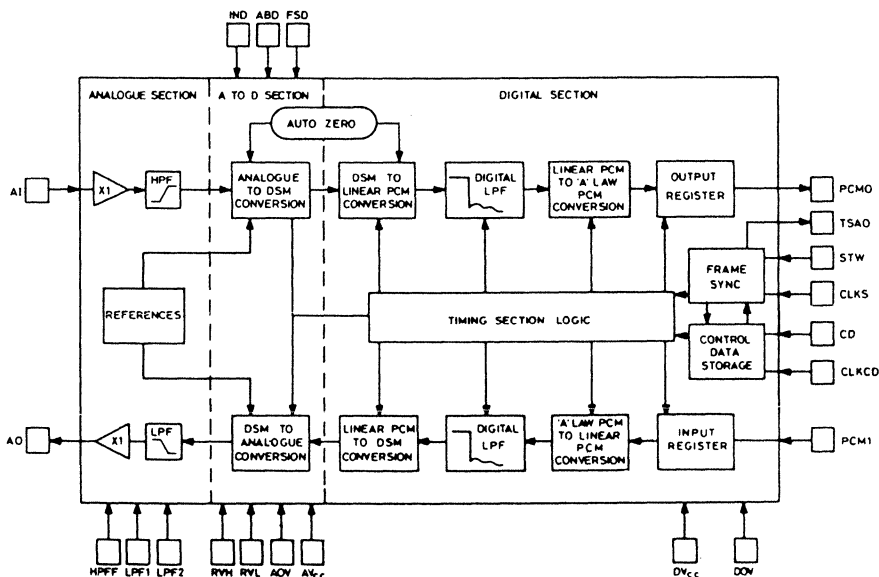 IND ABD FSD
ANALOGUE SECTION
A TO D SECTION
DIGITAL SECTION
AUTO ZERO
AI
X1
HPF
ANALOGUE
TO DSM
CONVERSION
DSM TO
LINEAR PCM
CONVERSION
DIGITAL
LPF
LINEAR PCM
TO 'A' LAW
PCM
CONVERSION
OUTPUT
REGISTER
PCMO
TSAO
STW
CLKS
CD
CLKCD
FRAME
SYNC
CONTROL
DATA
STORAGE
REFERENCES
TIMING SECTION LOGIC
AO
X1
LPF
DSM TO
ANALOGUE
CONVERSION
LINEAR PCM
TO DSM
CONVERSION
DIGITAL
LPF
'A' LAW PCM
TO LINEAR
PCM
CONVERSION
INPUT
REGISTER
PCM1
HPFF LPF1 LPF2 RVH RVL AOV AVCC DVCC DOV